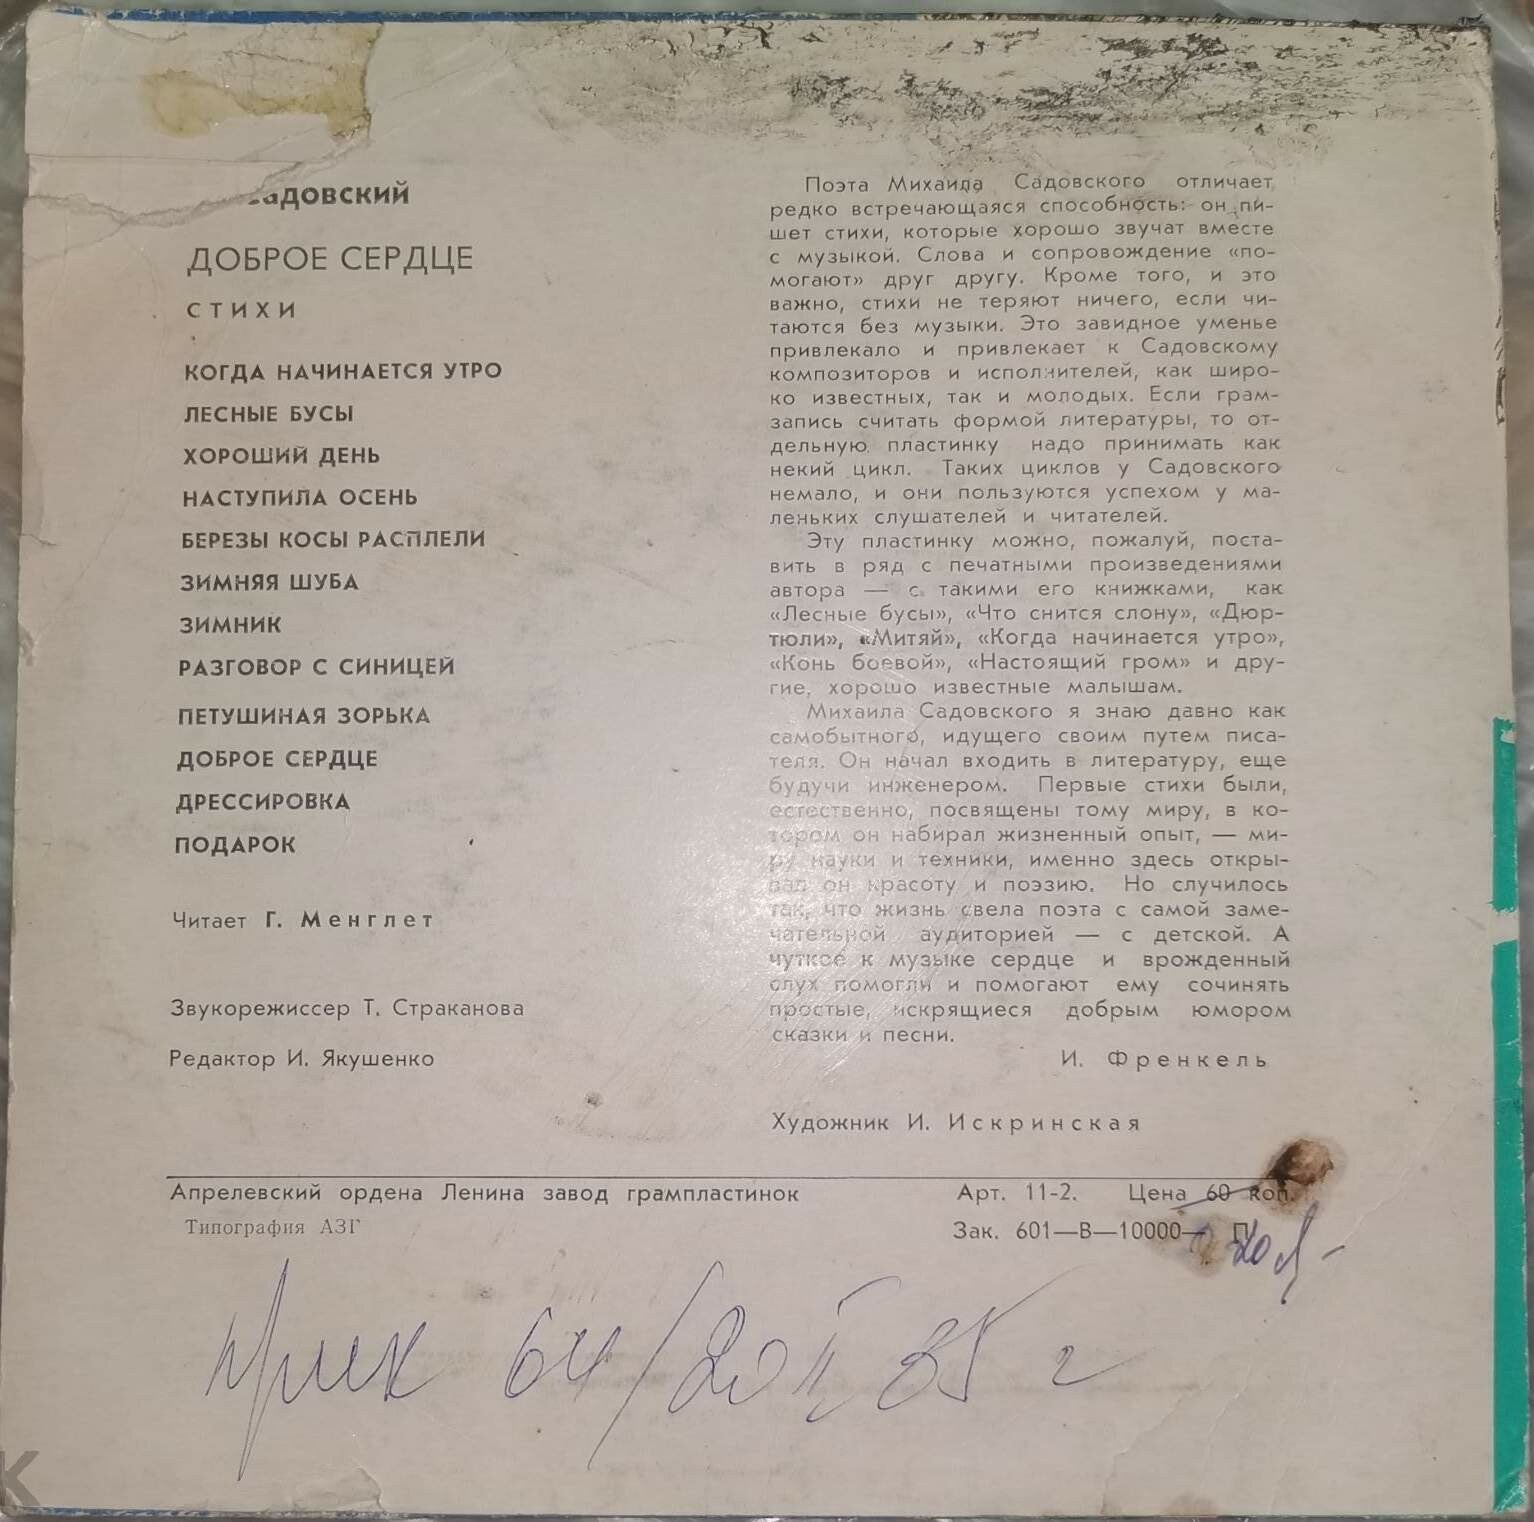 Садовский
ДОБРОЕ СЕРДЦЕ
СТИХИ
КОГДА НАЧИНАЕТСЯ УТРО
ЛЕСНЫЕ БУСЫ
ХОРОШИЙ ДЕНЬ
НАСТУПИЛА ОСЕНЬ
БЕРЕЗЫ КОСЫ РАСПЛЕЛИ
ЗИМНЯЯ ШУБА
ЗИМНИК
РАЗГОВОР С СИНИЦЕЙ
ПЕТУШИНАЯ ЗОРЬКА
ДОБРОЕ СЕРДЦЕ
ДРЕССИРОВКА
ПОДАРОК
Читает Г. Менглет
Звукорежиссер Т. Страканова
Редактор И. Якушенко
Поэта Михаила Садовского отличает
редко встречающаяся способность: он пи-
шет стихи, которые хорошо звучат вместе
с музыкой. Слова и сопровождение «по-
могают» друг другу. Кроме того, и это
важно, стихи не теряют ничего, если чи-
таются без музыки. Это завидное уменье
привлекало и привлекает к Садовскому
композиторов и исполнителей, как широ-
ко известных, так и молодых. Если грам-
запись считать формой литературы, то от-
дельную пластинку надо принимать как
некий цикл. Таких циклов у Садовского
немало, и они пользуются успехом у ма-
леньких слушателей и читателей.
Эту пластинку можно, пожалуй, поста-
вить в ряд с печатными произведениями
автора — с такими его книжками, как
«Лесные бусы», «Что снится слону», «Дюр-
тюли», «Митяй», «Когда начинается утро»,
«Конь боевой», «Настоящий гром» и дру-
гие, хорошо известные малышам.
Михаила Садовского я знаю давно как
самобытного, идущего своим путем писа-
теля. Он начал входить в литературу, еще
будучи инженером. Первые стихи были,
естественно, посвящены тому миру, в ко-
тором он набирал жизненный опыт, — ми-
ру науки и техники, именно здесь откры-
вал он красоту и поэзию. Но случилось
так, что жизнь свела поэта с самой заме-
чательной аудиторией — с детской. А
чуткое к музыке сердце и врожденный
слух помогли и помогают ему сочинять
простые, искрящиеся добрым юмором
сказки и песни.
И. Френкель
Художник И. Искринская
Апрелевский ордена Ленина завод грампластинок Арт. 11-2. Цена 60 коп.
Типография АЗГ Зак. 601—В—10000— П
64/20 II 85 г
К